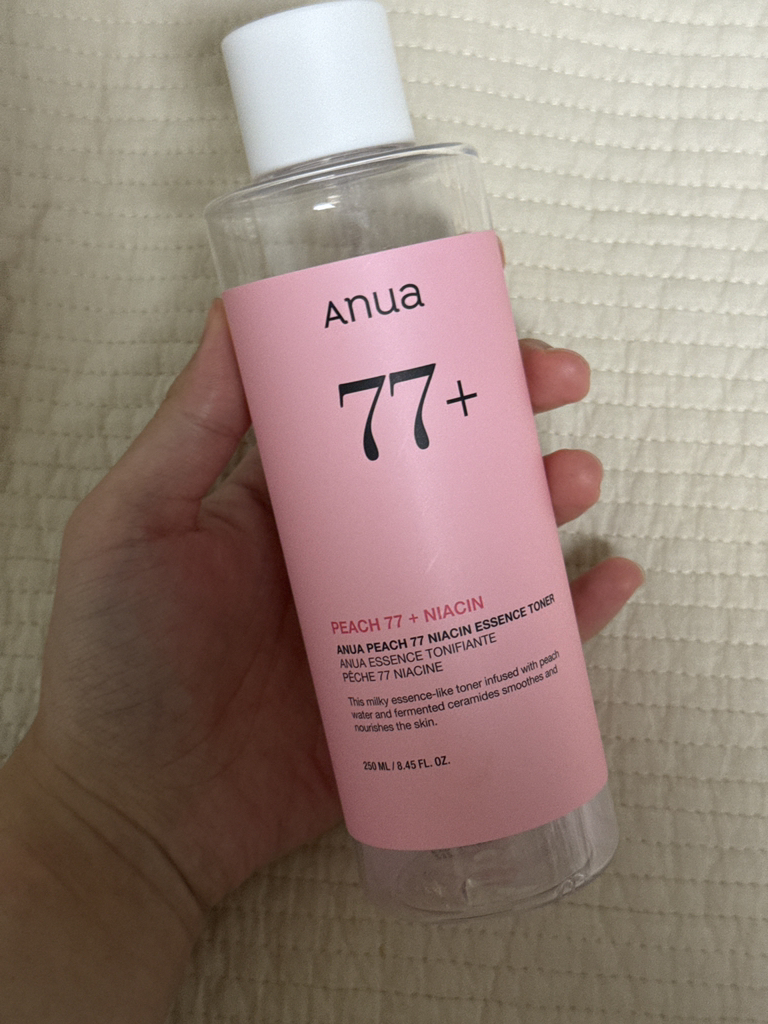 Anua
77+
PEACH 77 + NIACIN
ANUA PEACH 77 NIACIN ESSENCE TONER
ANUA ESSENCE TONIFIANTE
PÊCHE 77 NIACINE
This milky essence-like toner infused with peach
water and fermented ceramides smoothes and
nourishes the skin.
250 ML / 8.45 FL. OZ.